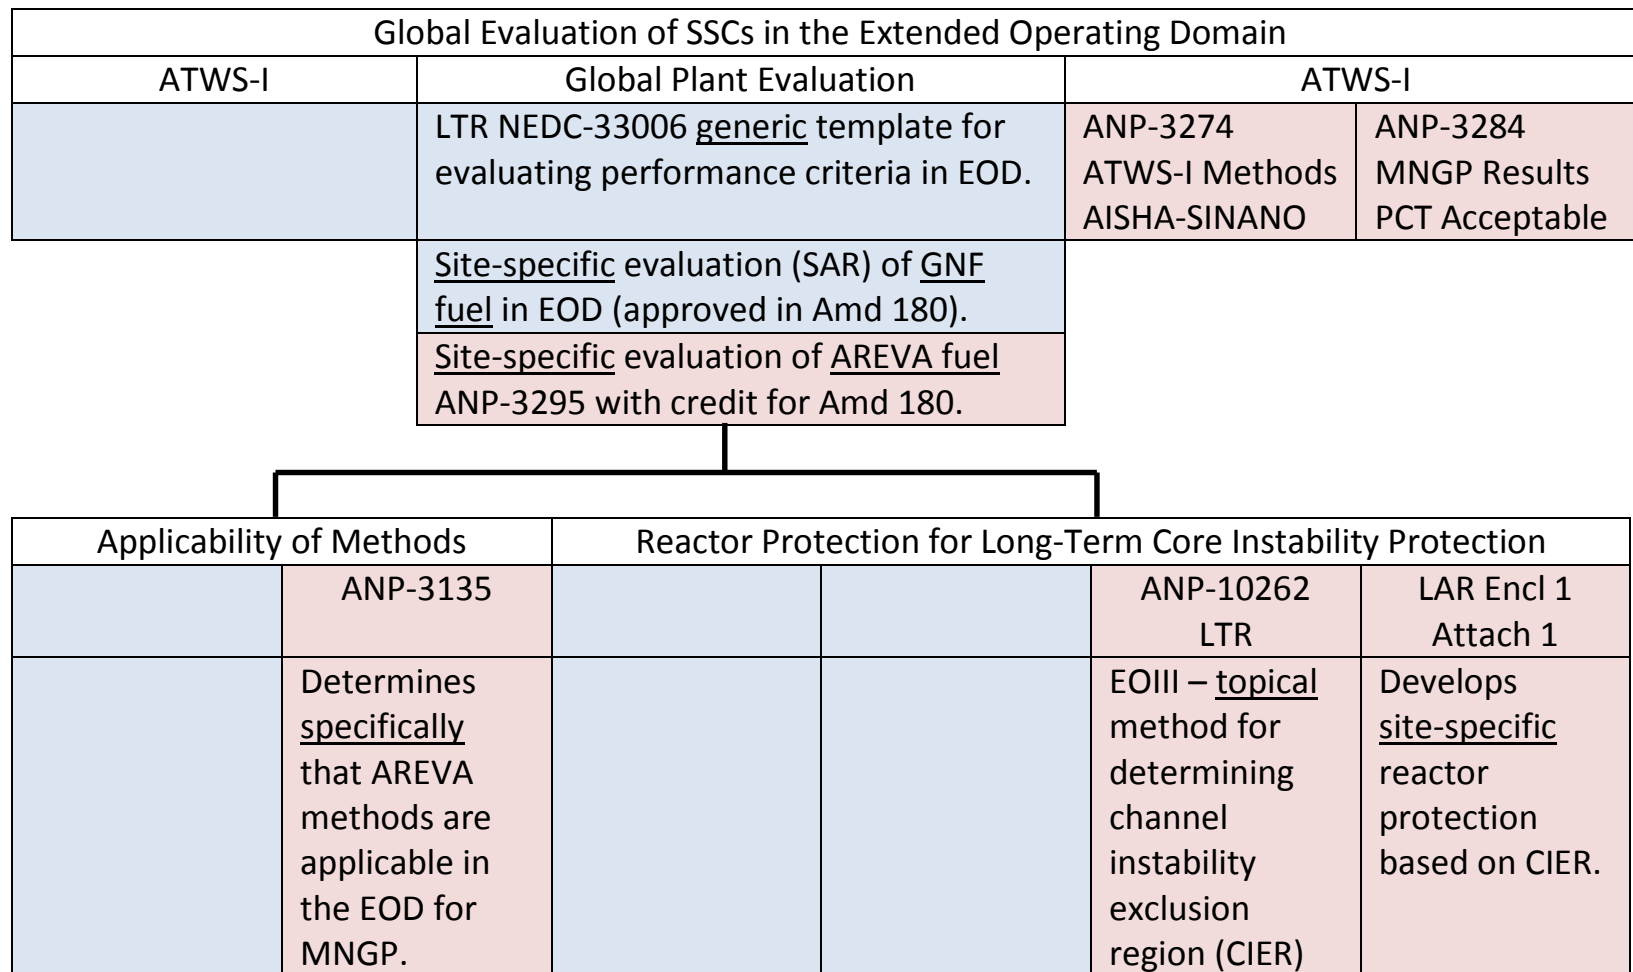 Global Evaluation of SSCs in the Extended Operating Domain
ATWS-I
Global Plant Evaluation
ATWS-I
LTR NEDC-33006 generic template for
evaluating performance criteria in EOD.
ANP-3274
ATWS-I Methods
AISHA-SINANO
ANP-3284
MNGP Results
PCT Acceptable
Site-specific evaluation (SAR) of GNF
fuel in EOD (approved in Amd 180).
Site-specific evaluation of AREVA fuel
ANP-3295 with credit for Amd 180.
Applicability of Methods
Reactor Protection for Long-Term Core Instability Protection
ANP-3135
ANP-10262
LTR
LAR Encl 1
Attach 1
Determines
specifically
that AREVA
methods are
applicable in
the EOD for
MNGP.
EOIII – topical
method for
determining
channel
instability
exclusion
region (CIER)
Develops
site-specific
reactor
protection
based on CIER.